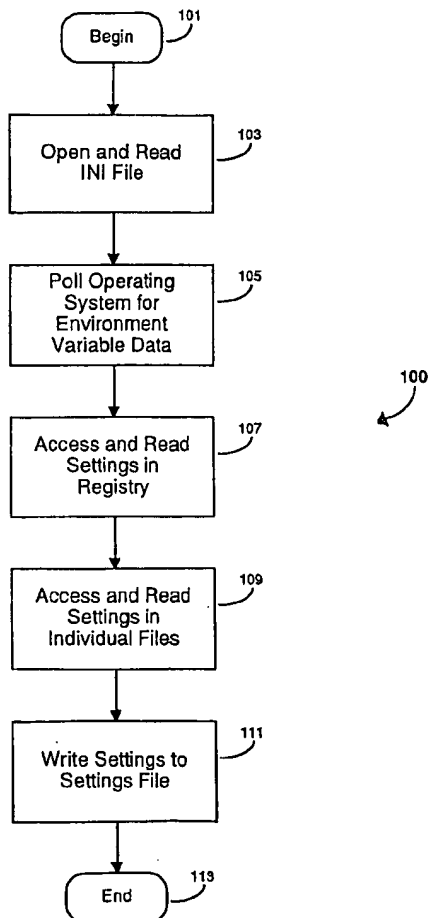 Begin
101
Open and Read
INI File
103
Poll Operating
System for
Environment
Variable Data
105
100
Access and Read
Settings in
Registry
107
Access and Read
Settings in
Individual Files
109
Write Settings to
Settings File
111
End
113